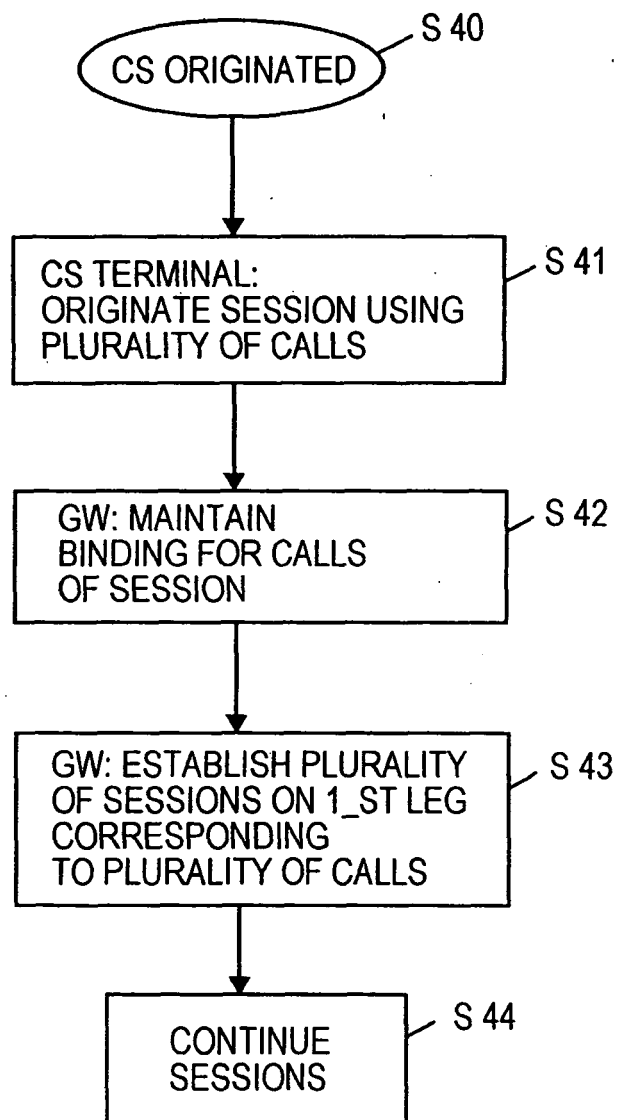 S 40
CS ORIGINATED
S 41
CS TERMINAL:
ORIGINATE SESSION USING
PLURALITY OF CALLS
S 42
GW: MAINTAIN
BINDING FOR CALLS
OF SESSION
S 43
GW: ESTABLISH PLURALITY
OF SESSIONS ON 1_ST LEG
CORRESPONDING
TO PLURALITY OF CALLS
S 44
CONTINUE
SESSIONS